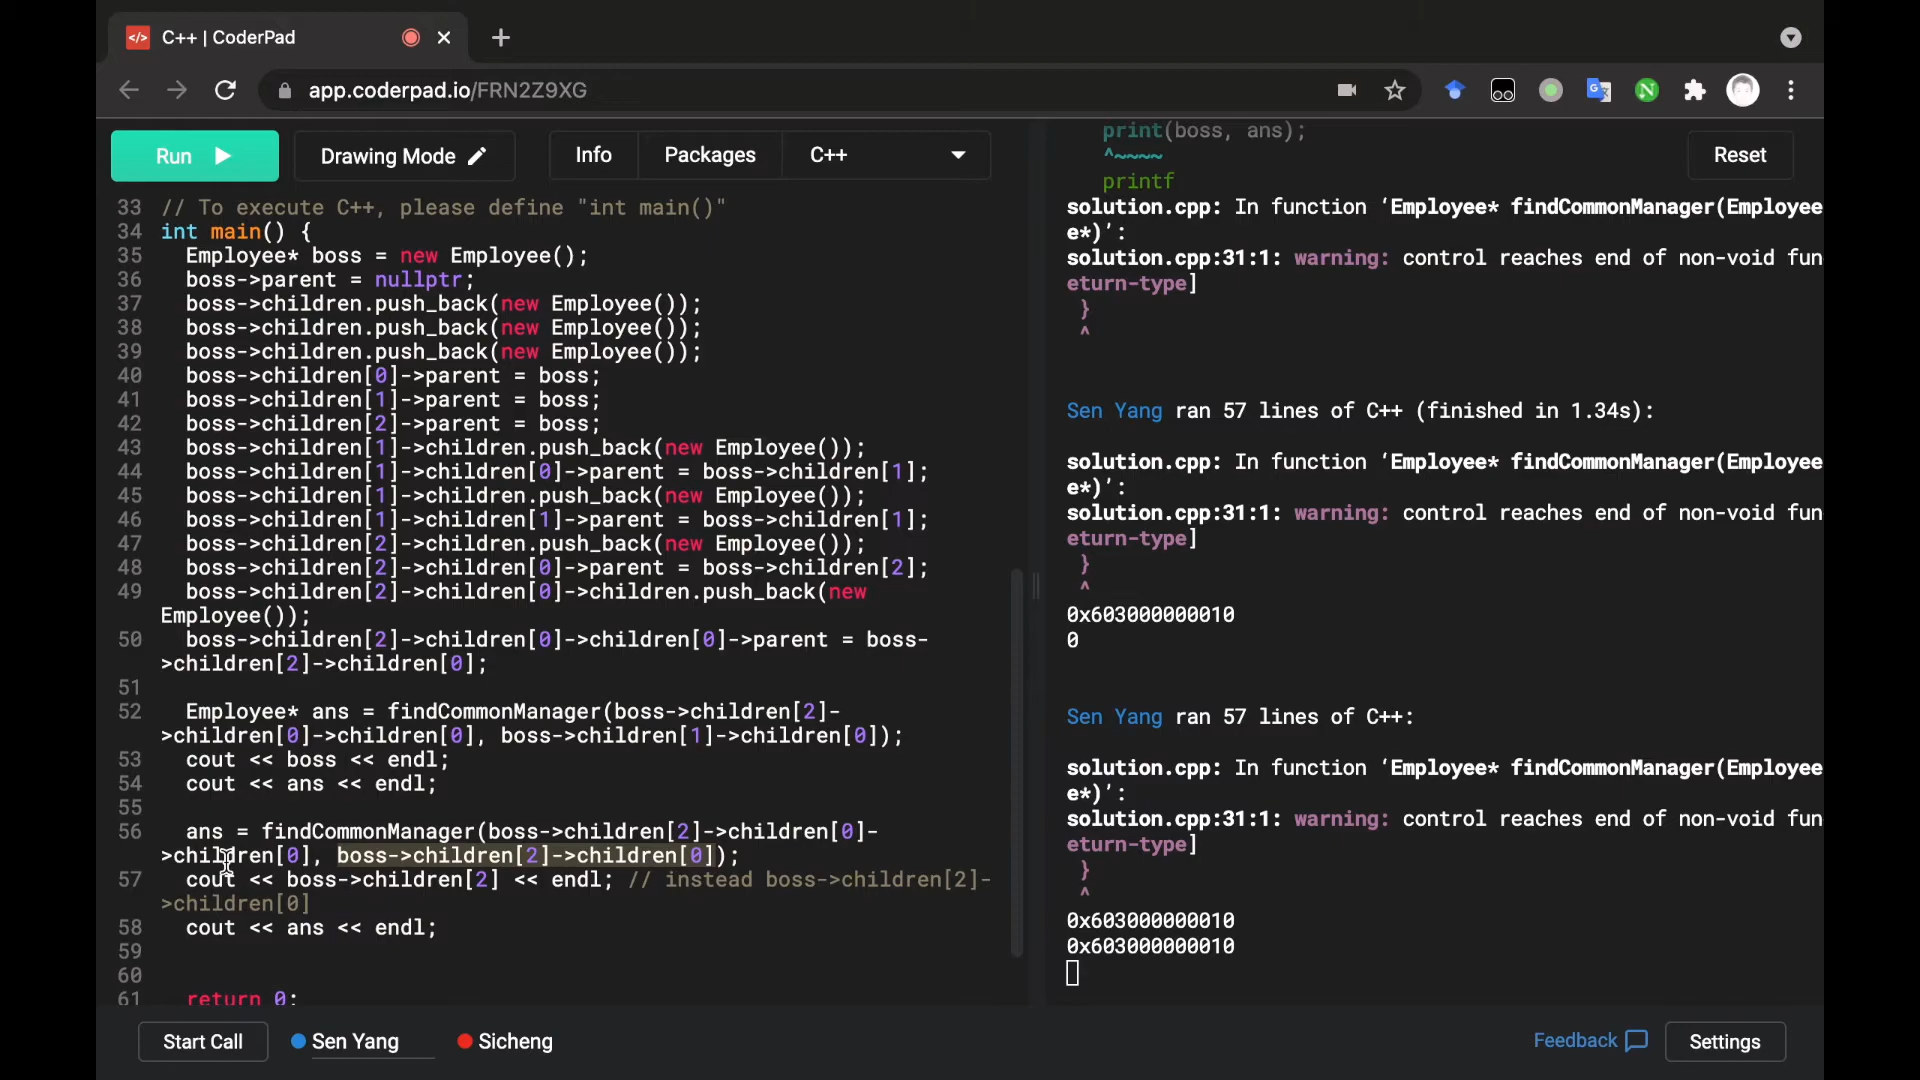 C++ | CoderPad
app.coderpad.io/FRN2Z9XG
Run
Drawing Mode
Info
Packages
C++
Reset
33 // To execute C++, please define "int main()"
34 int main() {
35 Employee* boss = new Employee();
36 boss->parent = nullptr;
37 boss->children.push_back(new Employee());
38 boss->children.push_back(new Employee());
39 boss->children.push_back(new Employee());
40 boss->children[0]->parent = boss;
41 boss->children[1]->parent = boss;
42 boss->children[2]->parent = boss;
43 boss->children[1]->children.push_back(new Employee());
44 boss->children[1]->children[0]->parent = boss->children[1];
45 boss->children[1]->children.push_back(new Employee());
46 boss->children[1]->children[1]->parent = boss->children[1];
47 boss->children[2]->children.push_back(new Employee());
48 boss->children[2]->children[0]->parent = boss->children[2];
49 boss->children[2]->children[0]->children.push_back(new
Employee());
50 boss->children[2]->children[0]->children[0]->parent = boss-
>children[2]->children[0];
51
52 Employee* ans = findCommonManager(boss->children[2]-
>children[0]->children[0], boss->children[1]->children[0]);
53 cout << boss << endl;
54 cout << ans << endl;
55
56 ans = findCommonManager(boss->children[2]->children[0]-
>children[0], boss->children[2]->children[0]);
57 cout << boss->children[2] << endl; // instead boss->children[2]-
>children[0]
58 cout << ans << endl;
59
60
61 return 0;
print(boss, ans);
^~~~~
printf
solution.cpp: In function ‘Employee* findCommonManager(Employee
e*)’:
solution.cpp:31:1: warning: control reaches end of non-void fun
eturn-type]
}
^
Sen Yang ran 57 lines of C++ (finished in 1.34s):
solution.cpp: In function ‘Employee* findCommonManager(Employee
e*)’:
solution.cpp:31:1: warning: control reaches end of non-void fun
eturn-type]
}
^
0x603000000010
0
Sen Yang ran 57 lines of C++:
solution.cpp: In function ‘Employee* findCommonManager(Employee
e*)’:
solution.cpp:31:1: warning: control reaches end of non-void fun
eturn-type]
}
^
0x603000000010
0x603000000010
Start Call
Sen Yang
Sicheng
Feedback
Settings